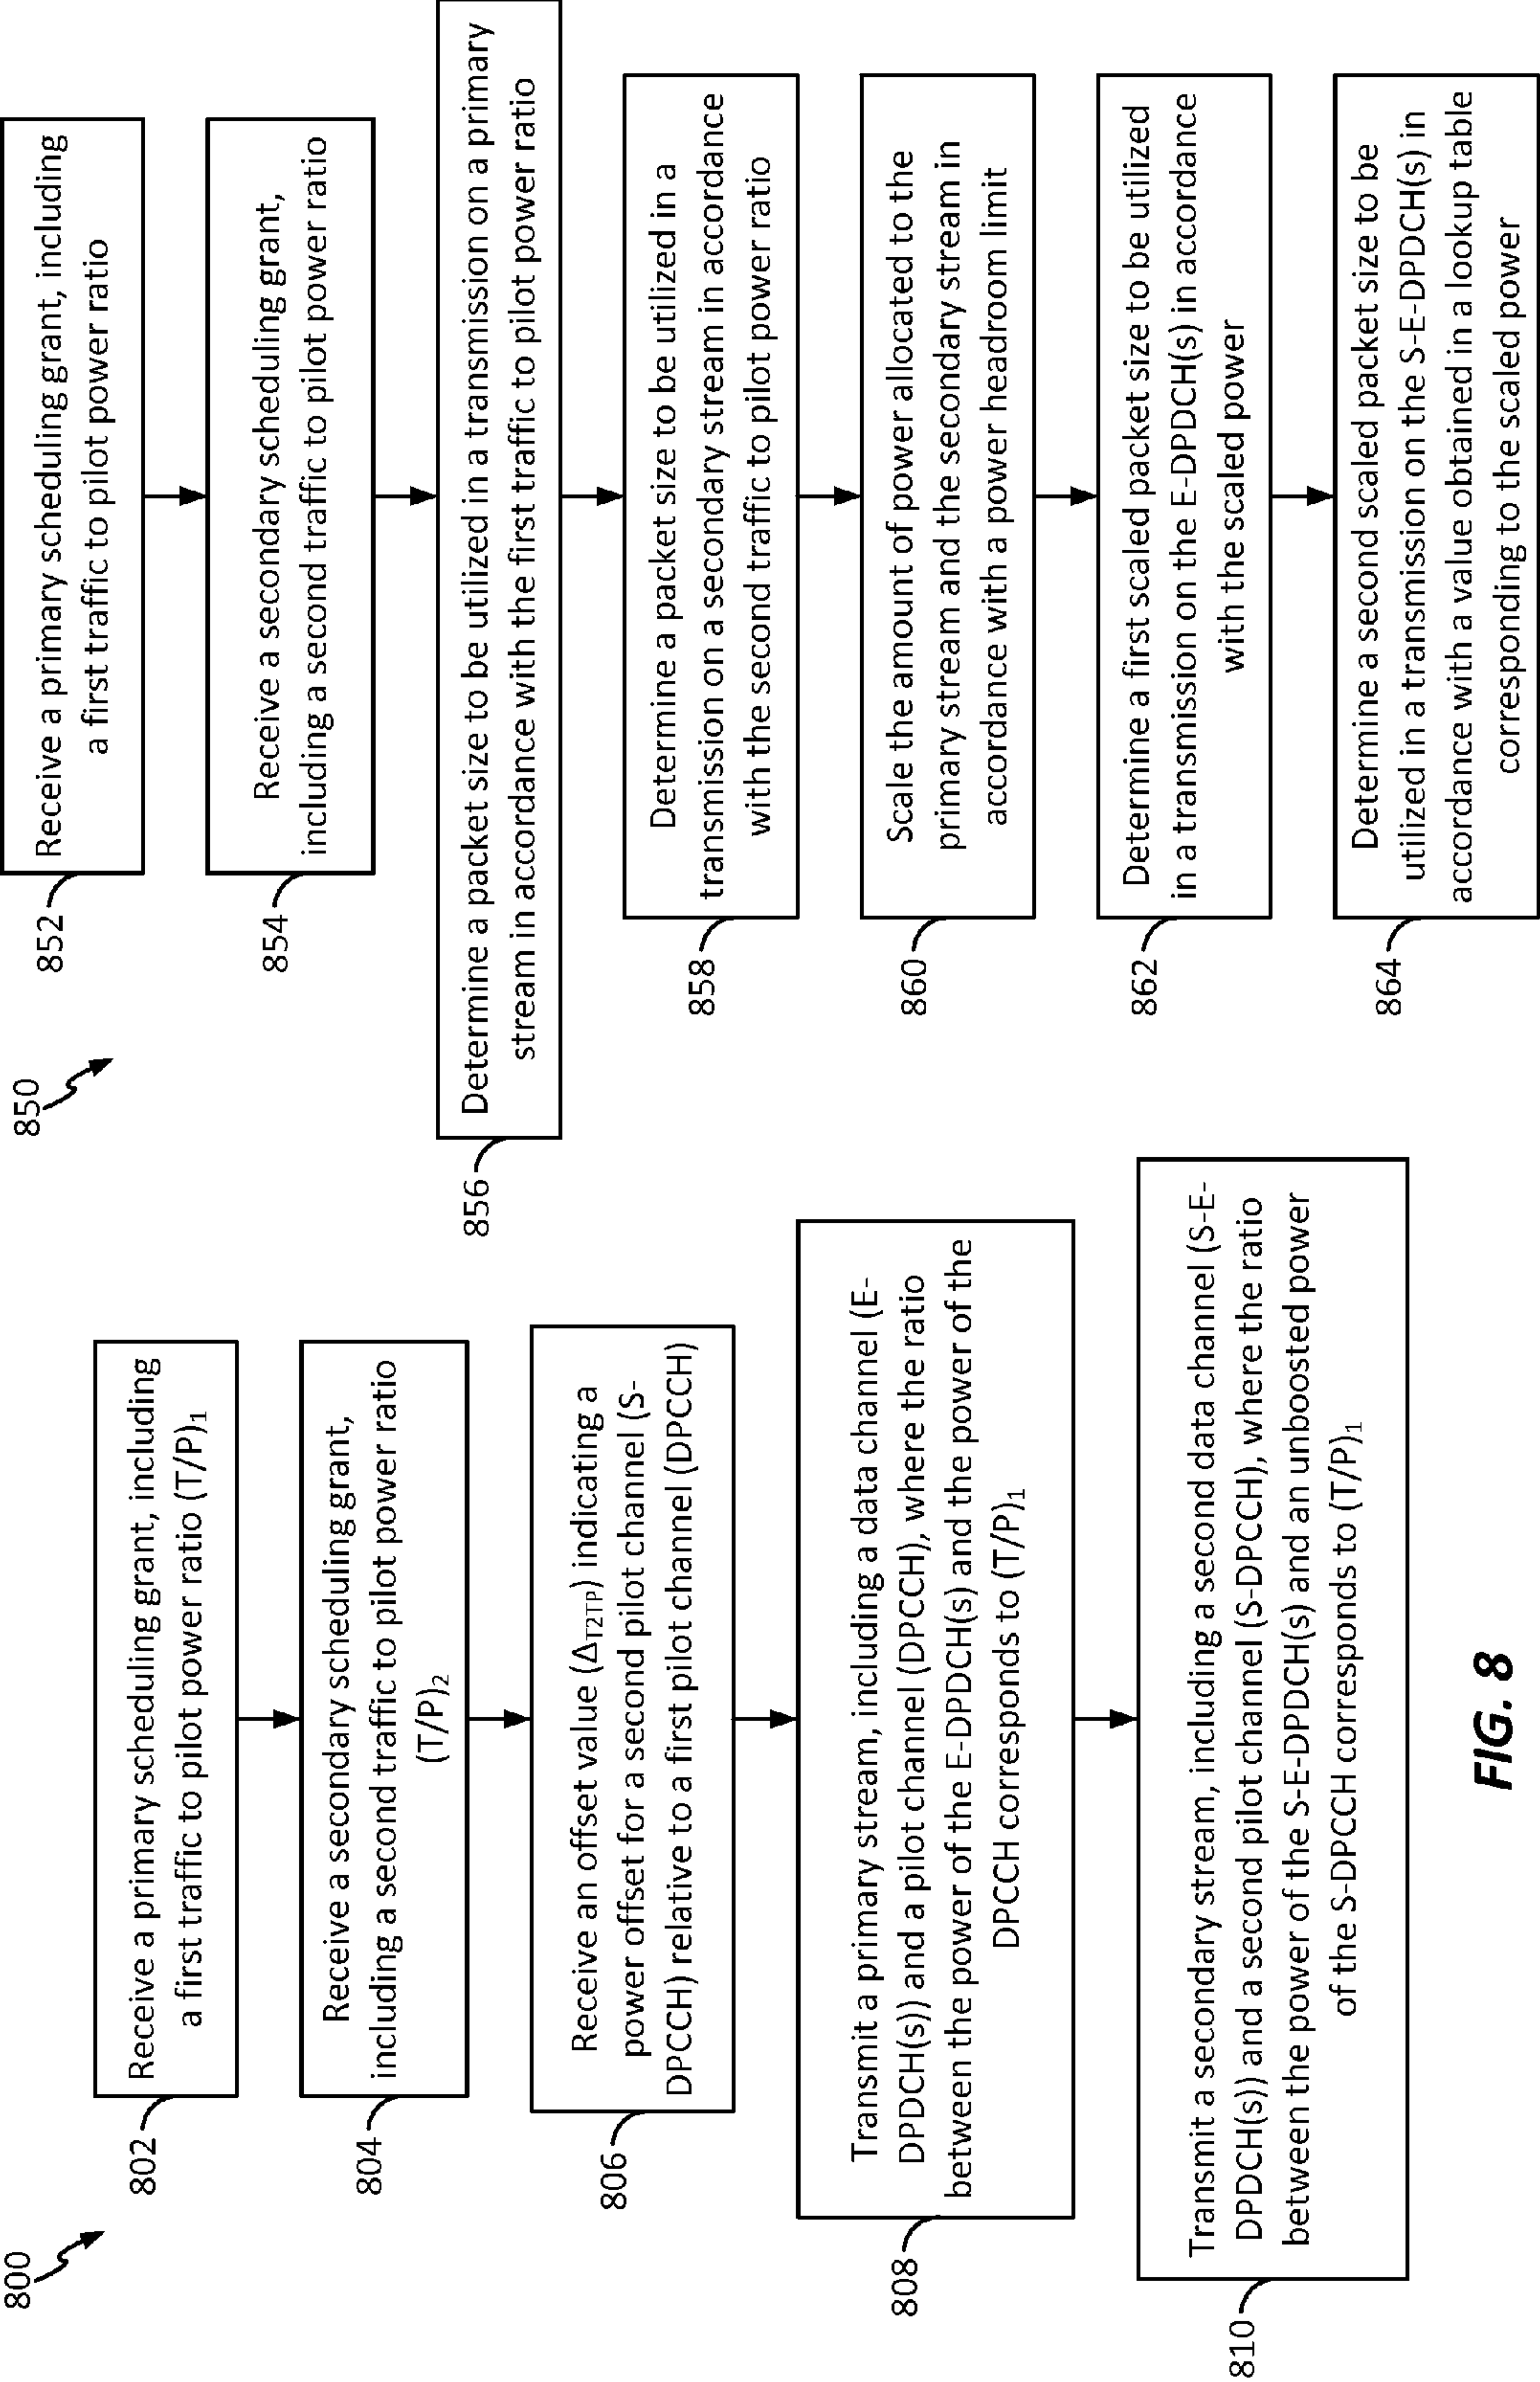 800
802
Receive a primary scheduling grant, including
a first traffic to pilot power ratio (T/P)1
804
Receive a secondary scheduling grant,
including a second traffic to pilot power ratio
(T/P)2
806
Receive an offset value (ΔT2TP) indicating a
power offset for a second pilot channel (S-
DPCCH) relative to a first pilot channel (DPCCH)
808
Transmit a primary stream, including a data channel (E-
DPDCH(s)) and a pilot channel (DPCCH), where the ratio
between the power of the E-DPDCH(s) and the power of the
DPCCH corresponds to (T/P)1
810
Transmit a secondary stream, including a second data channel (S-E-
DPDCH(s)) and a second pilot channel (S-DPCCH), where the ratio
between the power of the S-E-DPDCH(s) and an unboosted power
of the S-DPCCH corresponds to (T/P)1
850
852
Receive a primary scheduling grant, including
a first traffic to pilot power ratio
854
Receive a secondary scheduling grant,
including a second traffic to pilot power ratio
856
Determine a packet size to be utilized in a transmission on a primary
stream in accordance with the first traffic to pilot power ratio
858
Determine a packet size to be utilized in a
transmission on a secondary stream in accordance
with the second traffic to pilot power ratio
860
Scale the amount of power allocated to the
primary stream and the secondary stream in
accordance with a power headroom limit
862
Determine a first scaled packet size to be utilized
in a transmission on the E-DPDCH(s) in accordance
with the scaled power
864
Determine a second scaled packet size to be
utilized in a transmission on the S-E-DPDCH(s) in
accordance with a value obtained in a lookup table
corresponding to the scaled power
FIG. 8